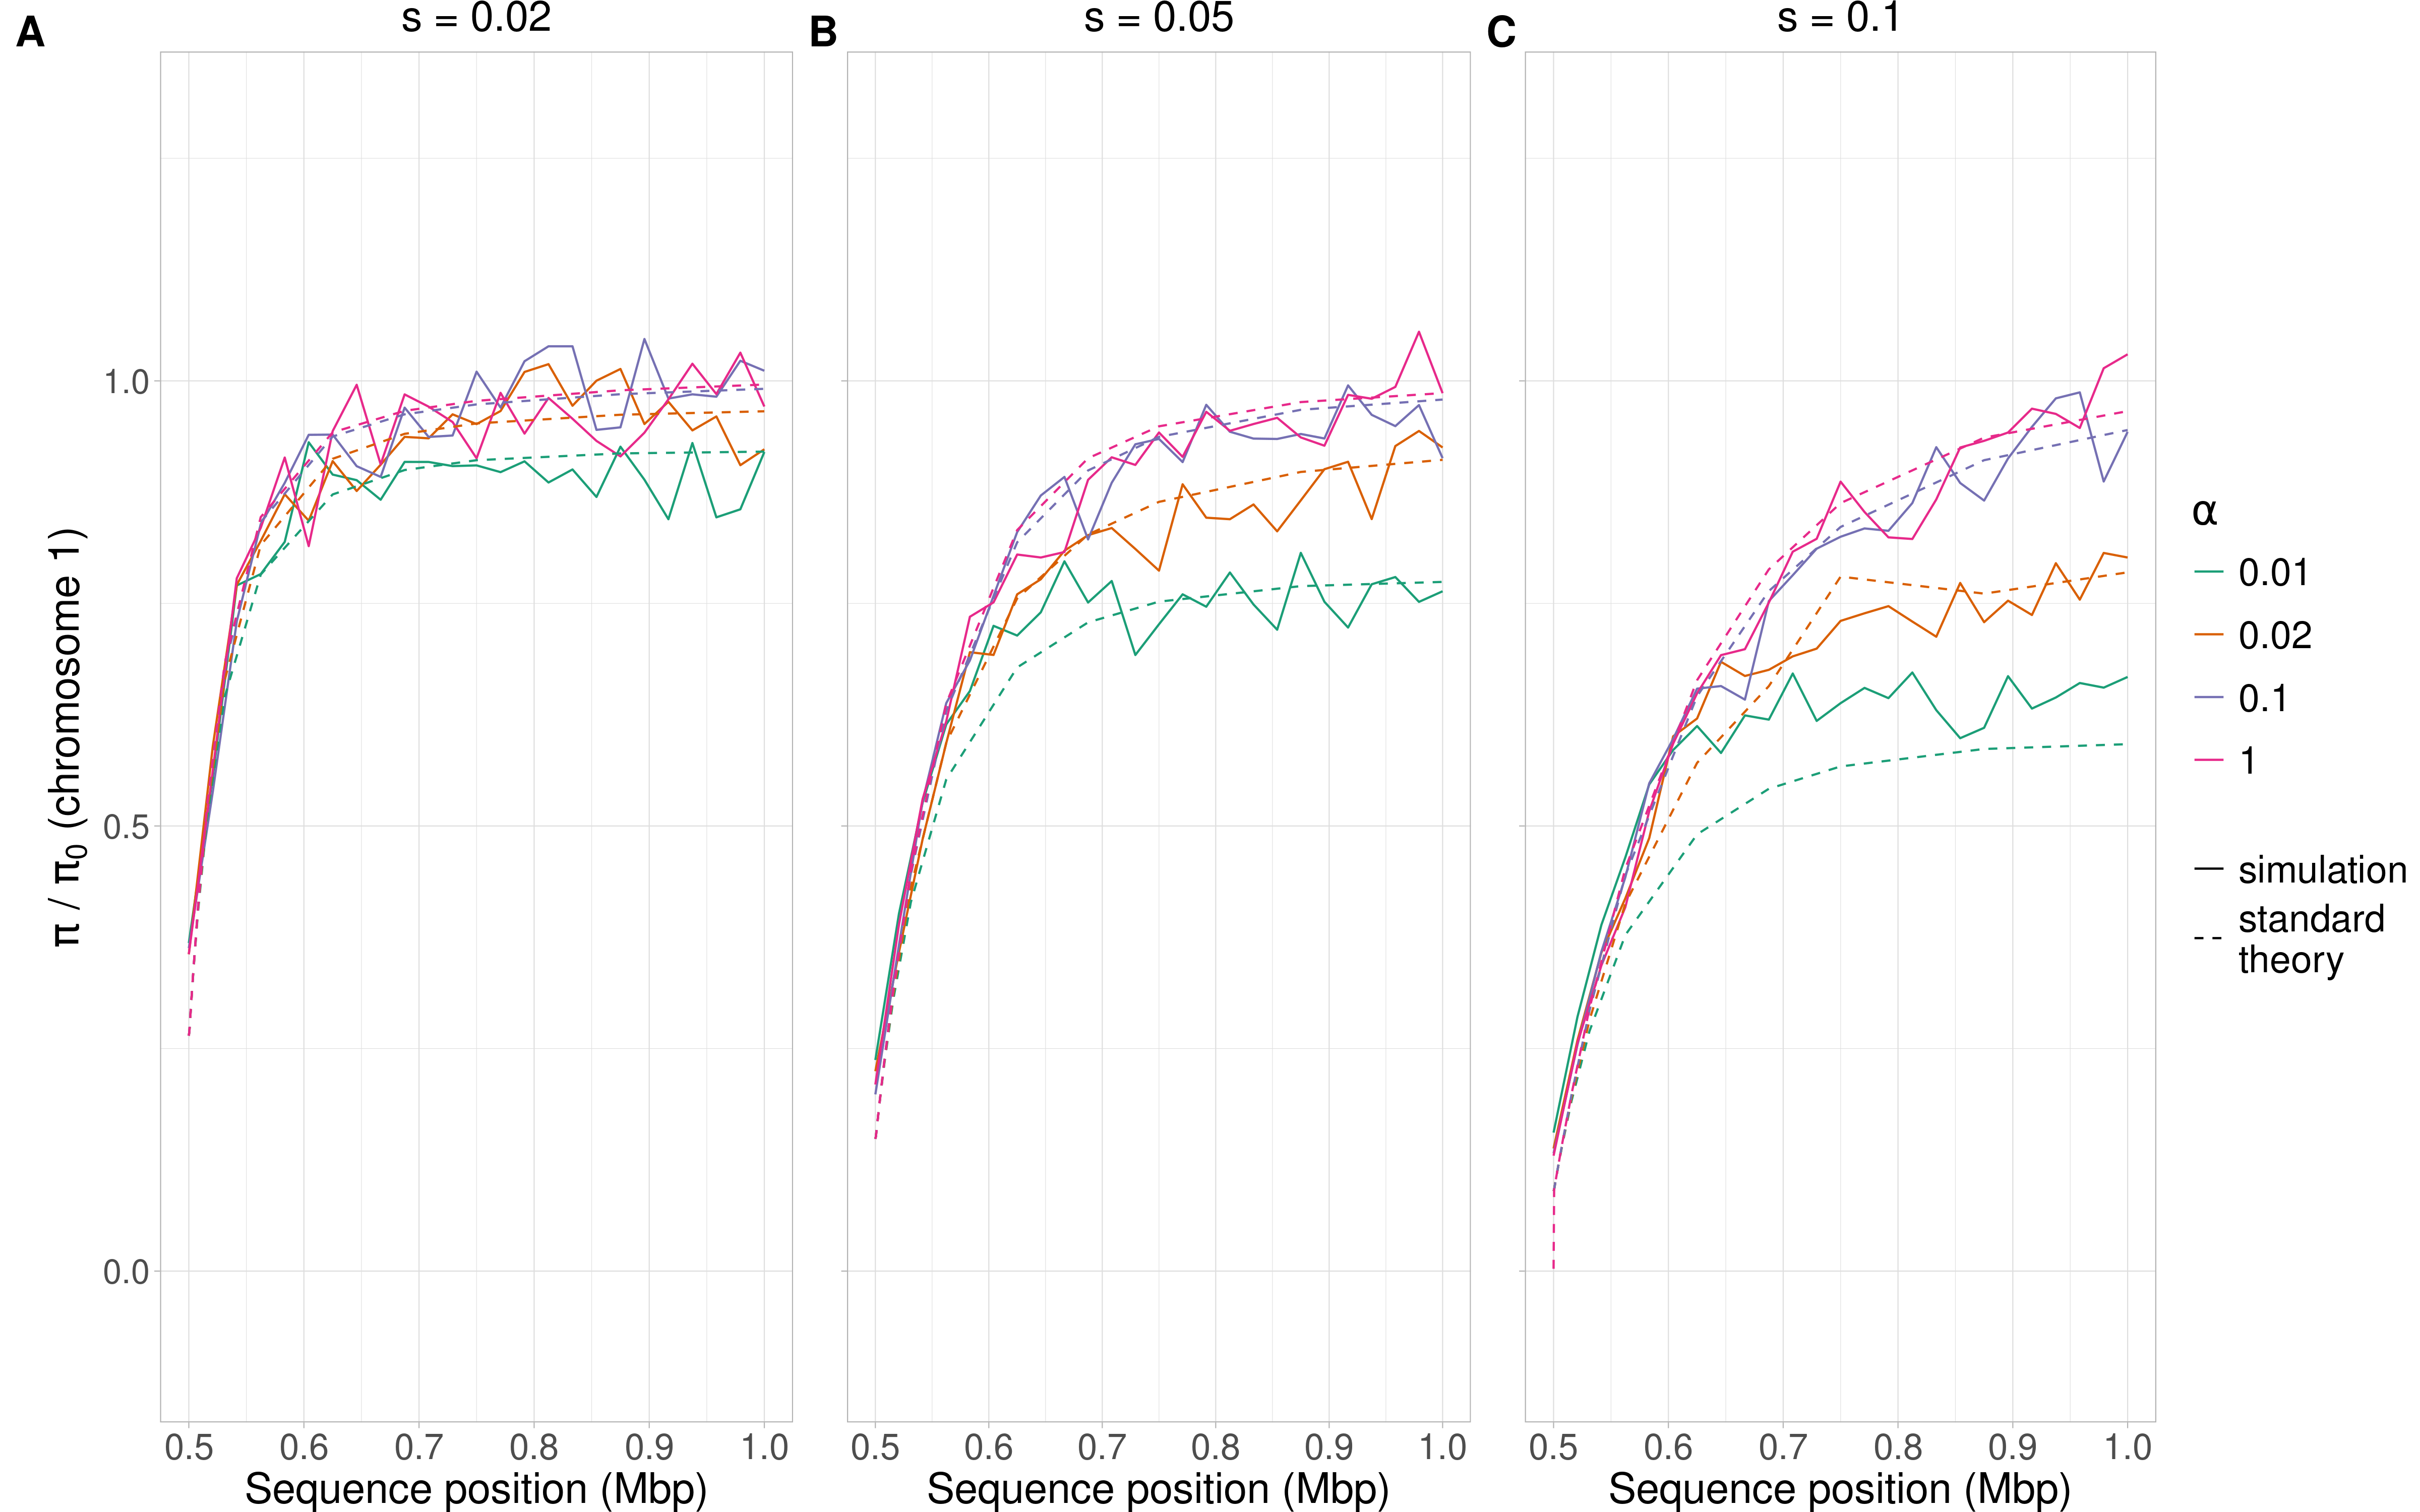 A
s = 0.02
B
s = 0.05
C
s = 0.1
π / π0 (chromosome 1)
1.0
0.5
0.0
0.5 0.6 0.7 0.8 0.9 1.0
0.5 0.6 0.7 0.8 0.9 1.0
0.5 0.6 0.7 0.8 0.9 1.0
Sequence position (Mbp)
Sequence position (Mbp)
Sequence position (Mbp)
α
0.01
0.02
0.1
1
simulation
standard
theory